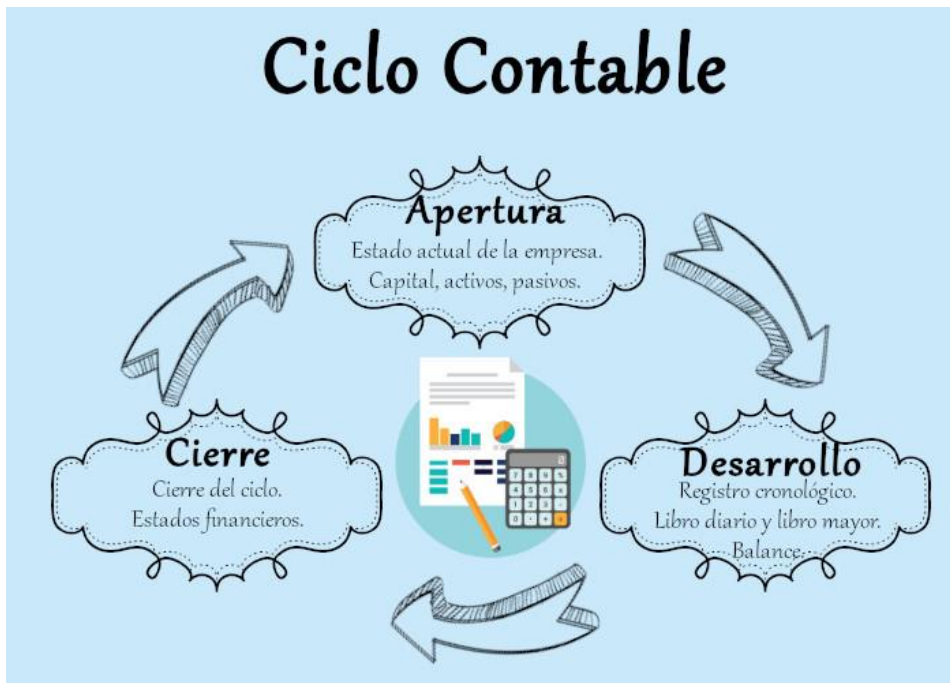 Ciclo Contable
Apertura
Estado actual de la empresa.
Capital, activos, pasivos.
Cierre
Cierre del ciclo.
Estados financieros.
Desarrollo
Registro cronológico.
Libro diario y libro mayor.
Balance.